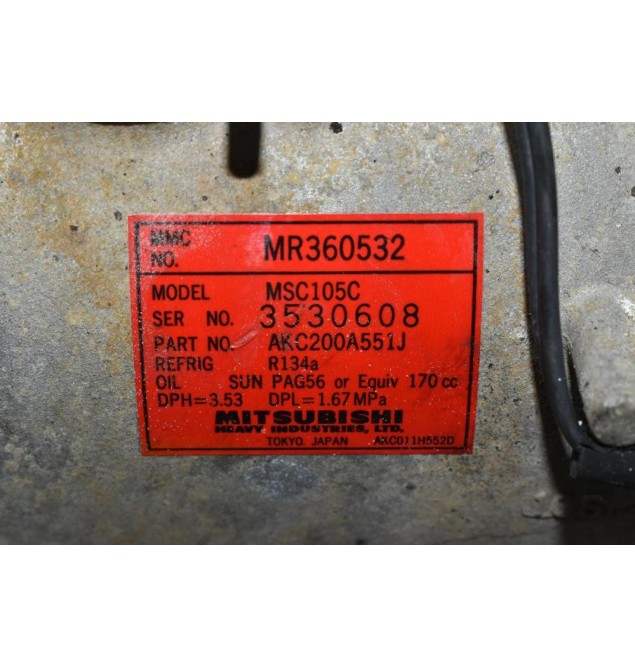 MMC
NO. MR360532
MODEL MSC105C
SER NO. 3530608
PART NO. AKC200A551J
REFRIG R134a
OIL SUN PAG56 or Equiv 170 cc
DPH=3.53 DPL=1.67 MPa
MITSUBISHI
HEAVY INDUSTRIES, LTD.
TOKYO. JAPAN AXC011H552D